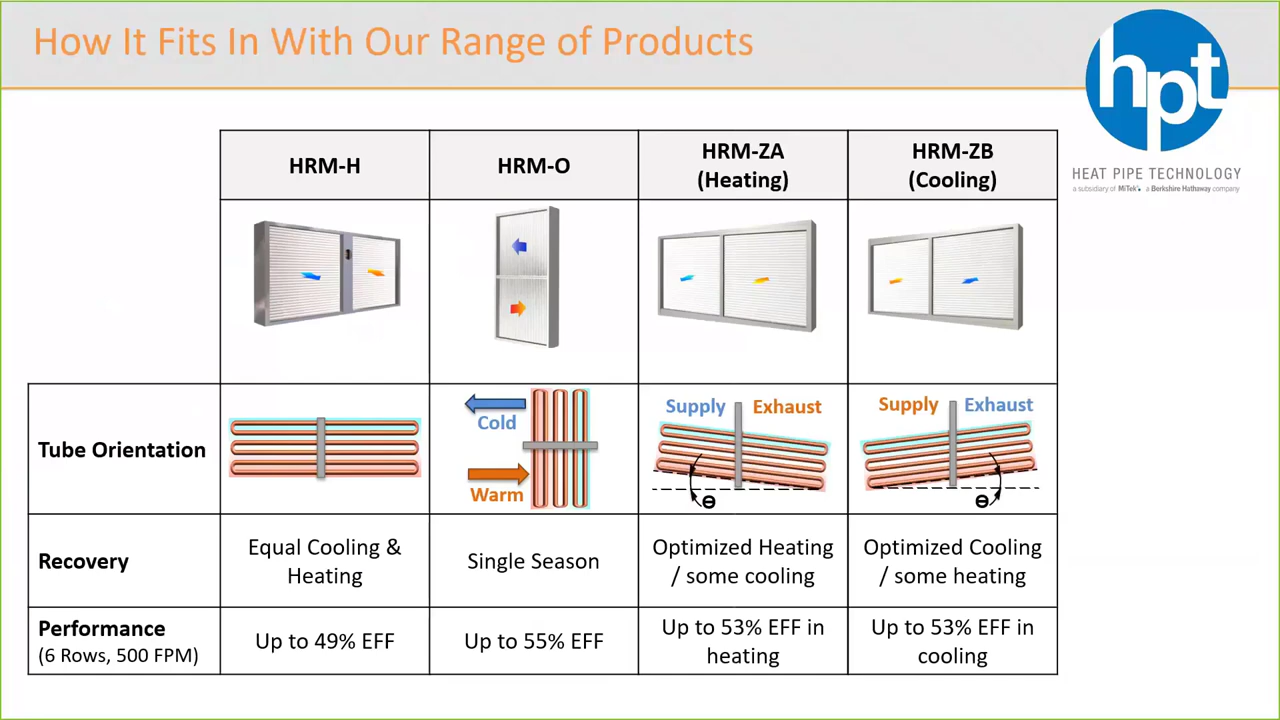 How It Fits In With Our Range of Products
hpt
HEAT PIPE TECHNOLOGY
a subsidiary of MiTek® a Berkshire Hathaway company
HRM-H
HRM-O
HRM-ZA
(Heating)
HRM-ZB
(Cooling)
Tube Orientation
Cold
Warm
Supply
Exhaust
Θ
Supply
Exhaust
Θ
Recovery
Equal Cooling &
Heating
Single Season
Optimized Heating
/ some cooling
Optimized Cooling
/ some heating
Performance
(6 Rows, 500 FPM)
Up to 49% EFF
Up to 55% EFF
Up to 53% EFF in
heating
Up to 53% EFF in
cooling